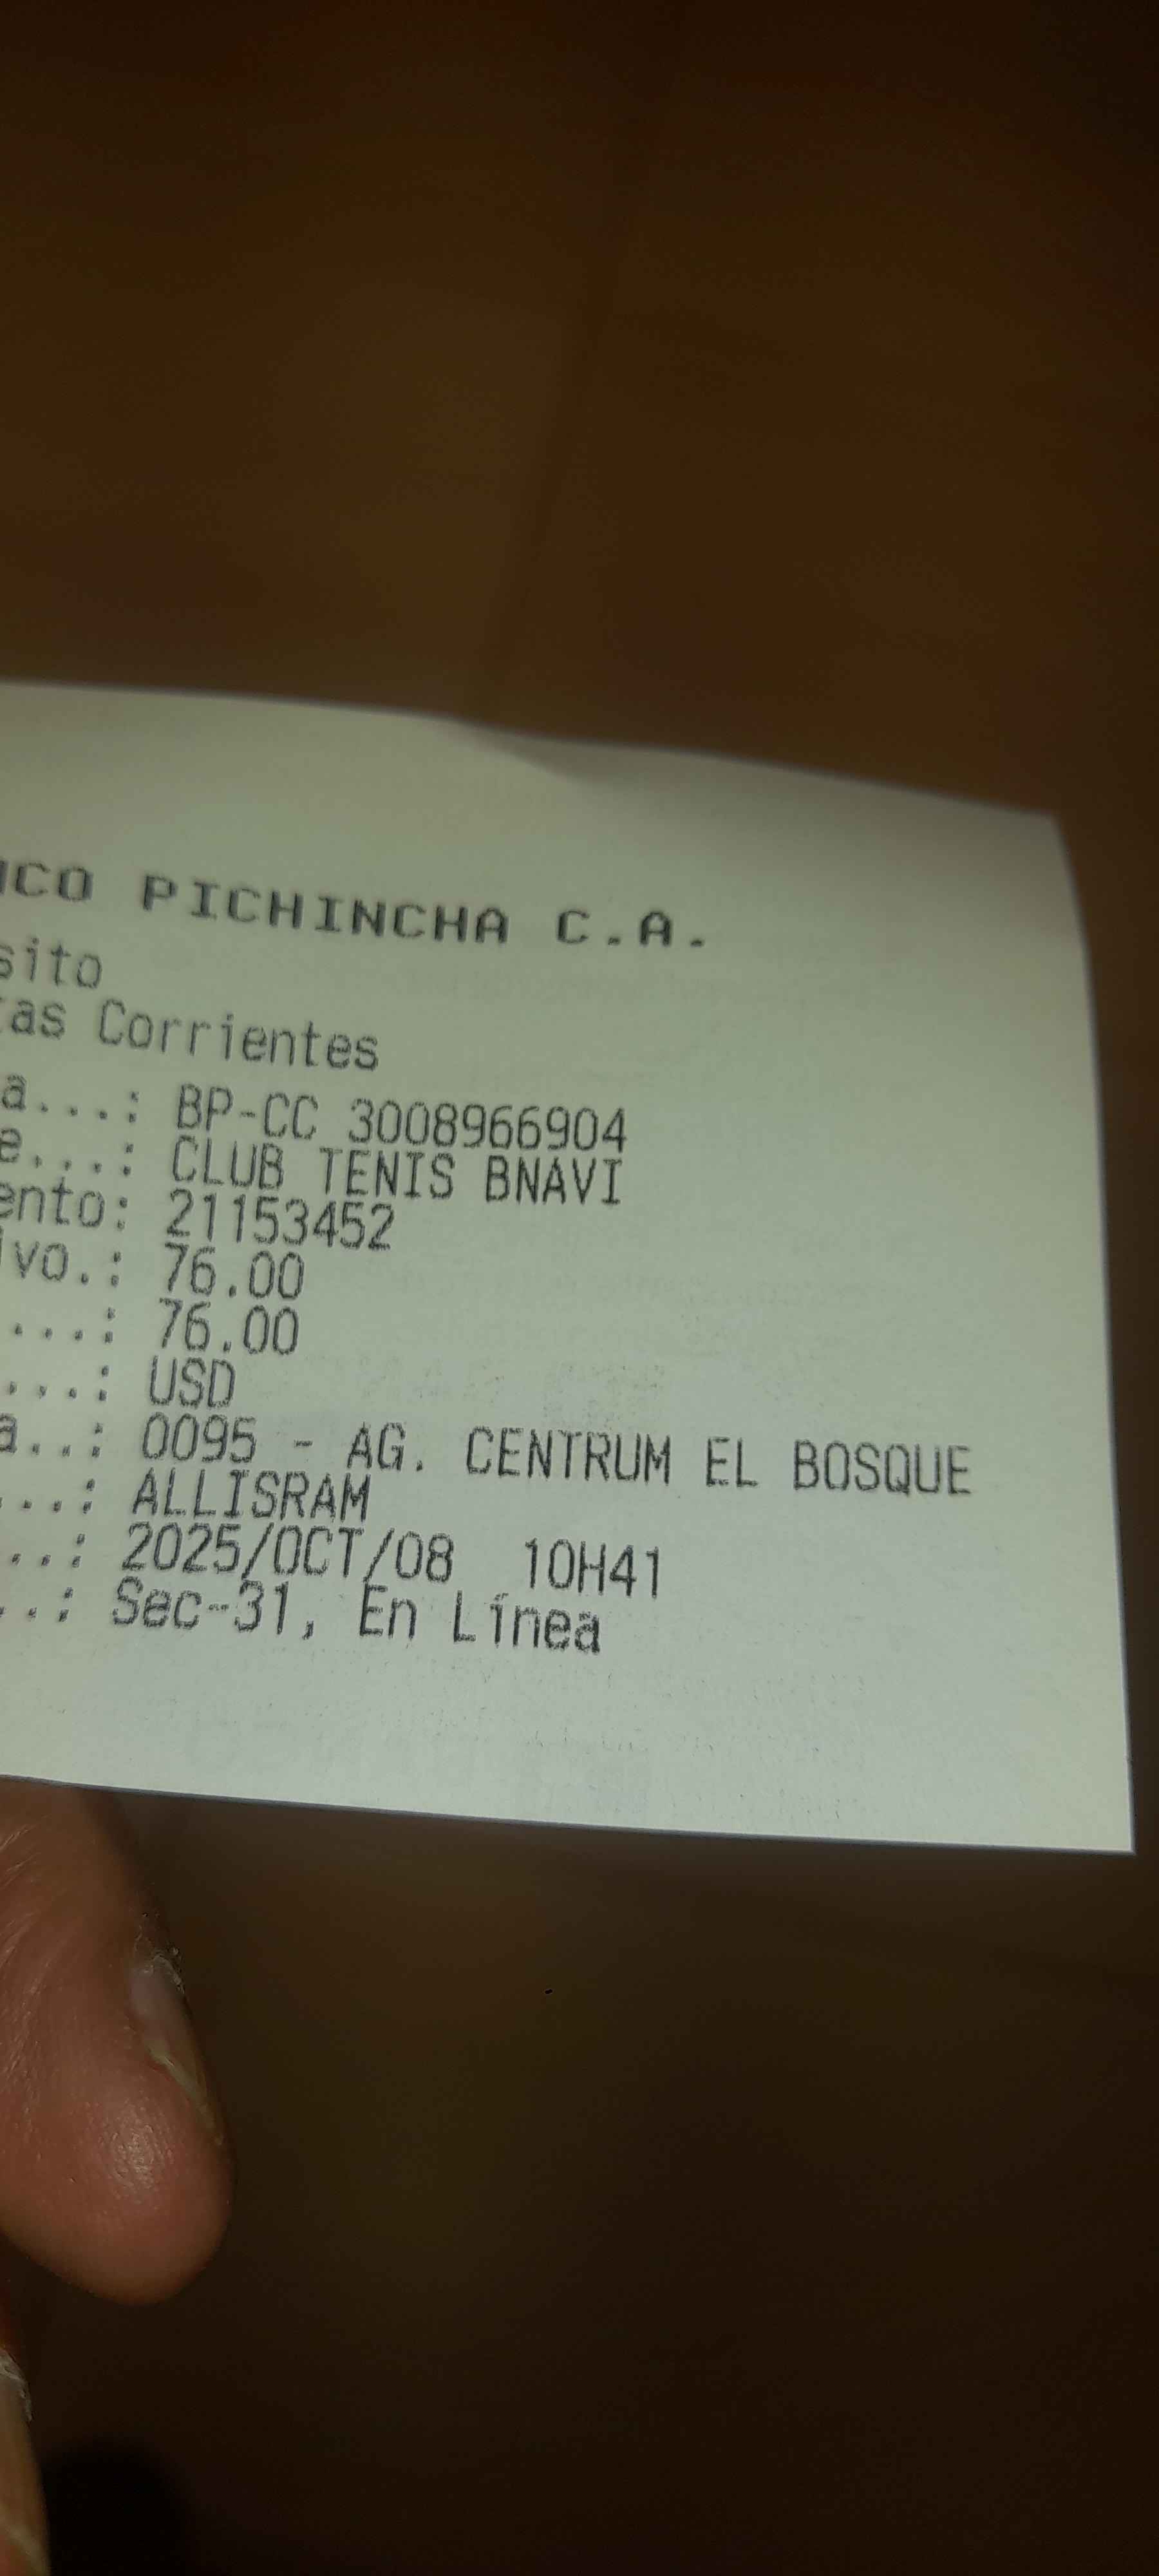 NCO PICHINCHA C.A.
sito
tas Corrientes
a...: BP-CC 3008966904
e...: CLUB TENIS BNAVI
ento: 21153452
ivo.: 76.00
...: 76.00
...: USD
a..: 0095 - AG. CENTRUM EL BOSQUE
...: ALLISRAM
..: 2025/OCT/08 10H41
..: Sec-31, En Línea